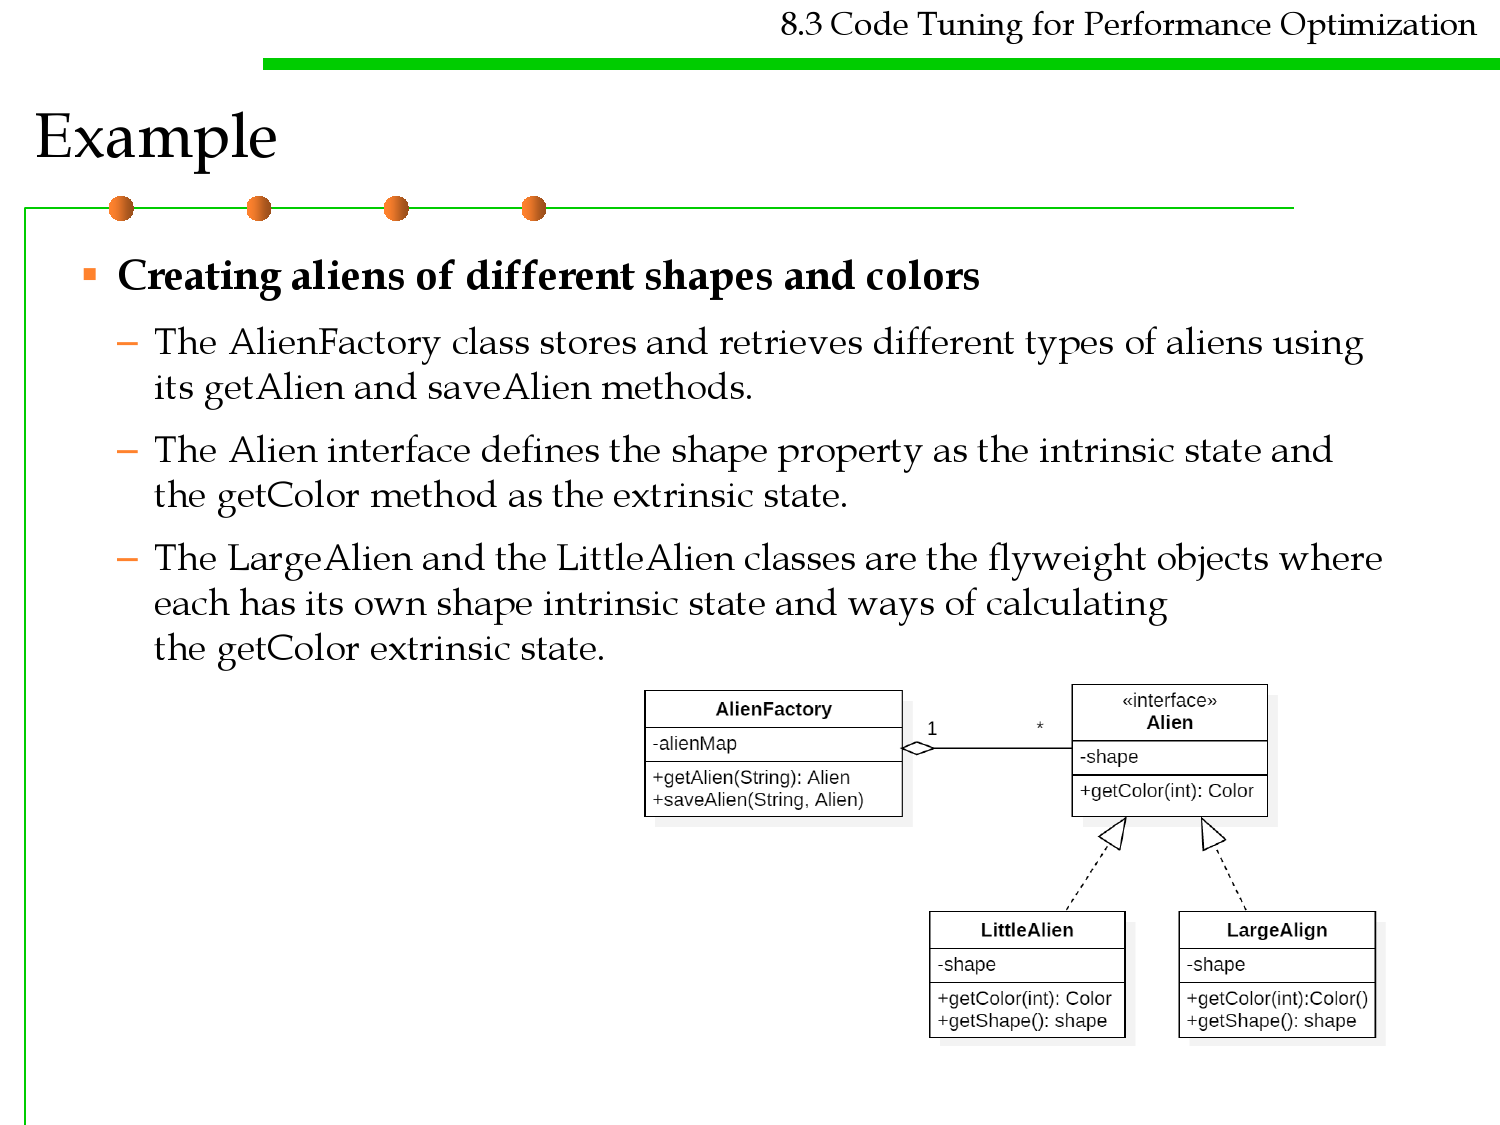 8.3 Code Tuning for Performance Optimization
Example
▪ Creating aliens of different shapes and colors
– The AlienFactory class stores and retrieves different types of aliens using
its getAlien and saveAlien methods.
– The Alien interface defines the shape property as the intrinsic state and
the getColor method as the extrinsic state.
– The LargeAlien and the LittleAlien classes are the flyweight objects where
each has its own shape intrinsic state and ways of calculating
the getColor extrinsic state.
AlienFactory
-alienMap
+getAlien(String): Alien
+saveAlien(String, Alien)
1
*
«interface»
Alien
-shape
+getColor(int): Color
LittleAlien
-shape
+getColor(int): Color
+getShape(): shape
LargeAlign
-shape
+getColor(int):Color()
+getShape(): shape